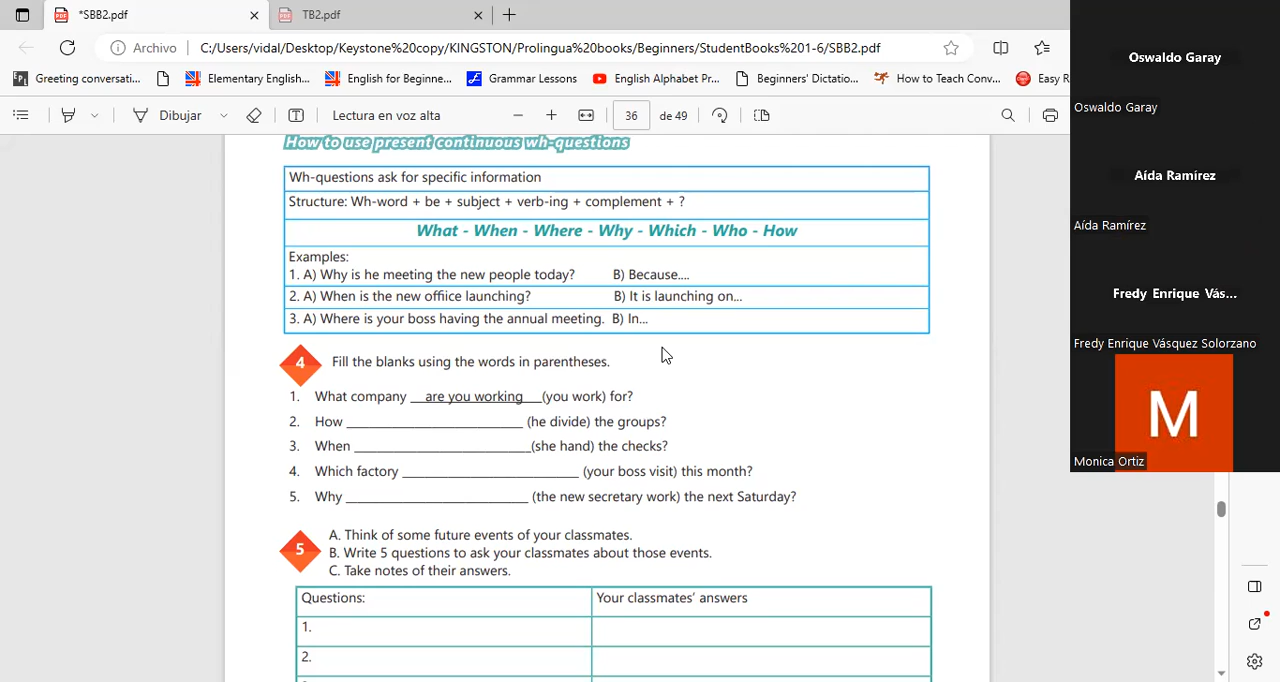 *SBB2.pdf
TB2.pdf
Archivo
C:/Users/vidal/Desktop/Keystone%20copy/KINGSTON/Prolingua%20books/Beginners/StudentBooks%201-6/SBB2.pdf
Greeting conversati...
Elementary English...
English for Beginne...
Grammar Lessons
English Alphabet Pr...
Beginners' Dictatio...
How to Teach Conv...
Easy R
Dibujar
Lectura en voz alta
36
de 49
How to use present continuous wh-questions
Wh-questions ask for specific information
Structure: Wh-word + be + subject + verb-ing + complement + ?
What - When - Where - Why - Which - Who - How
Examples:
1. A) Why is he meeting the new people today? B) Because....
2. A) When is the new office launching? B) It is launching on...
3. A) Where is your boss having the annual meeting. B) In...
4 Fill the blanks using the words in parentheses.
1. What company __are you working___(you work) for?
2. How ________________________ (he divide) the groups?
3. When ________________________(she hand) the checks?
4. Which factory ________________________ (your boss visit) this month?
5. Why _________________________ (the new secretary work) the next Saturday?
5
A. Think of some future events of your classmates.
B. Write 5 questions to ask your classmates about those events.
C. Take notes of their answers.
Questions: Your classmates' answers
1.
2.
Oswaldo Garay
Oswaldo Garay
Aída Ramírez
Aída Ramírez
Fredy Enrique Vás...
Fredy Enrique Vásquez Solorzano
M
Monica Ortiz